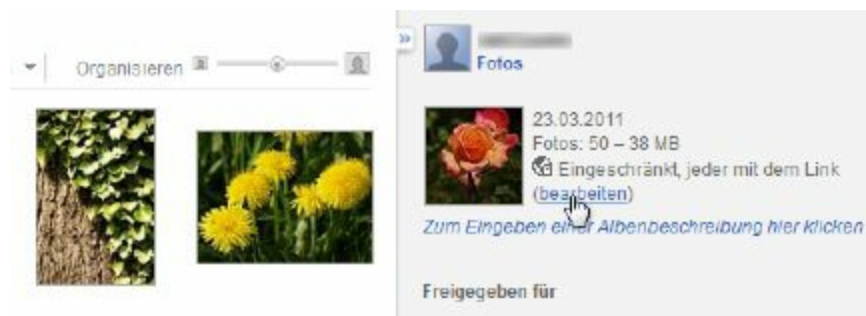 Organisieren
»
Fotos
23.03.2011
Fotos: 50 – 38 MB
Eingeschränkt, jeder mit dem Link
(bearbeiten)
Zum Eingeben einer Albenbeschreibung hier klicken
Freigegeben für